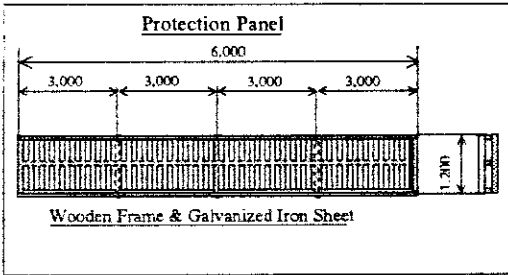 Protection Panel
6,000
3,000 3,000 3,000 3,000
1,200
Wooden Frame & Galvanized Iron Sheet